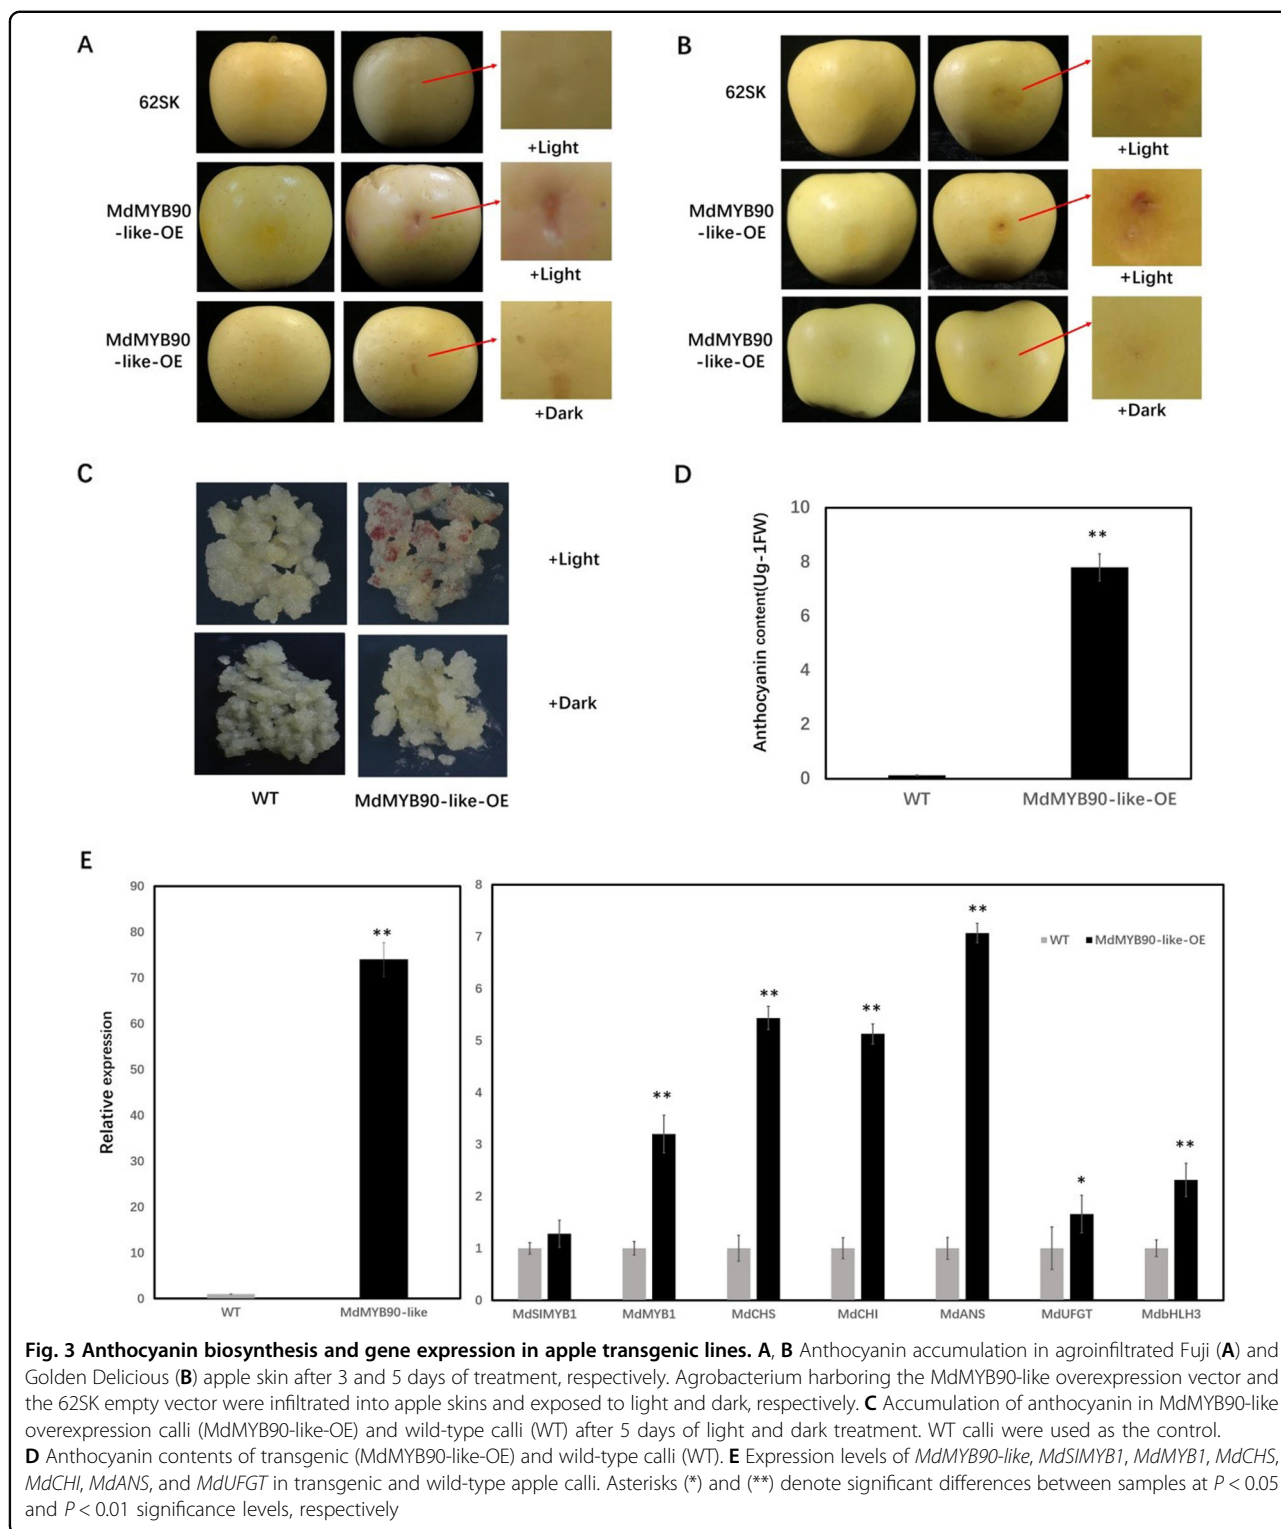 A
62SK
+Light
MdMYB90
-like-OE
+Light
MdMYB90
-like-OE
+Dark
B
62SK
+Light
MdMYB90
-like-OE
+Light
MdMYB90
-like-OE
+Dark
C
+Light
+Dark
WT
MdMYB90-like-OE
D
Anthocyanin content(Ug-1FW)
10
8
6
4
2
0
**
WT
MdMYB90-like-OE
E
Relative expression
90
80
70
60
50
40
30
20
10
0
**
WT
MdMYB90-like
8
7
6
5
4
3
2
1
0
WT
MdMYB90-like-OE
**
**
**
**
*
**
MdSIMYB1
MdMYB1
MdCHS
MdCHI
MdANS
MdUFGT
MdbHLH3
Fig. 3 Anthocyanin biosynthesis and gene expression in apple transgenic lines. A, B Anthocyanin accumulation in agroinfiltrated Fuji (A) and
Golden Delicious (B) apple skin after 3 and 5 days of treatment, respectively. Agrobacterium harboring the MdMYB90-like overexpression vector and
the 62SK empty vector were infiltrated into apple skins and exposed to light and dark, respectively. C Accumulation of anthocyanin in MdMYB90-like
overexpression calli (MdMYB90-like-OE) and wild-type calli (WT) after 5 days of light and dark treatment. WT calli were used as the control.
D Anthocyanin contents of transgenic (MdMYB90-like-OE) and wild-type calli (WT). E Expression levels of MdMYB90-like, MdSIMYB1, MdMYB1, MdCHS,
MdCHI, MdANS, and MdUFGT in transgenic and wild-type apple calli. Asterisks (*) and (**) denote significant differences between samples at P < 0.05
and P < 0.01 significance levels, respectively